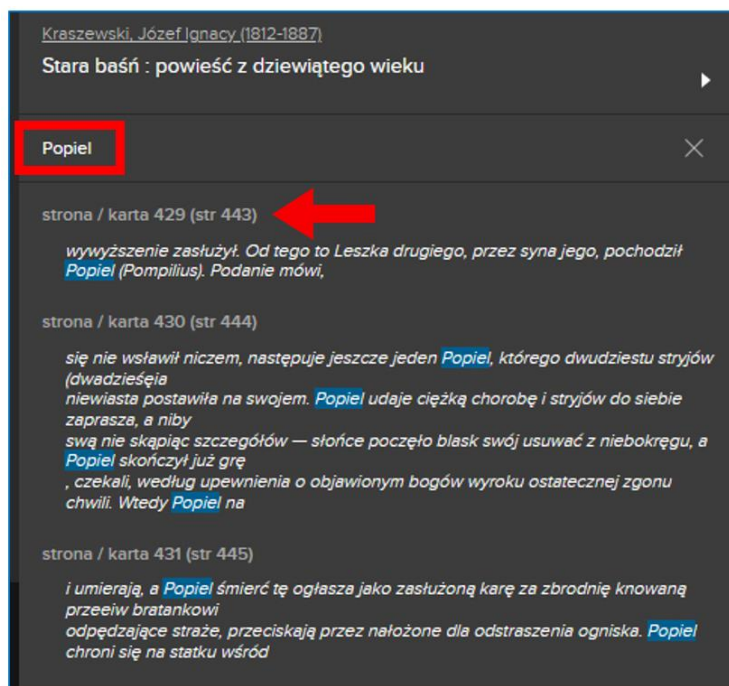 Kraszewski, Józef Ignacy (1812-1887)
Stara baśń : powieść z dziewiątego wieku
Popiel
strona / karta 429 (str 443)
wywyższenie zasłużył. Od tego to Leszka drugiego, przez syna jego, pochodził
Popiel (Pompilius). Podanie mówi,
strona / karta 430 (str 444)
się nie wsławił niczem, następuje jeszcze jeden Popiel, którego dwudziestu stryjów
(dwadzieśęia
niewiasta postawiła na swojem. Popiel udaje ciężką chorobę i stryjów do siebie
zaprasza, a niby
swą nie skąpiąc szczegółów — słońce poczęło blask swój usuwać z niebokręgu, a
Popiel skończył już grę
, czekali, według upewnienia o objawionym bogów wyroku ostatecznej zgonu
chwili. Wtedy Popiel na
strona / karta 431 (str 445)
i umierają, a Popiel śmierć tę ogłasza jako zasłużoną karę za zbrodnię knowaną
przeeiw bratankowi
odpędzające straże, przeciskają przez nałożone dla odstraszenia ogniska. Popiel
chroni się na statku wśród